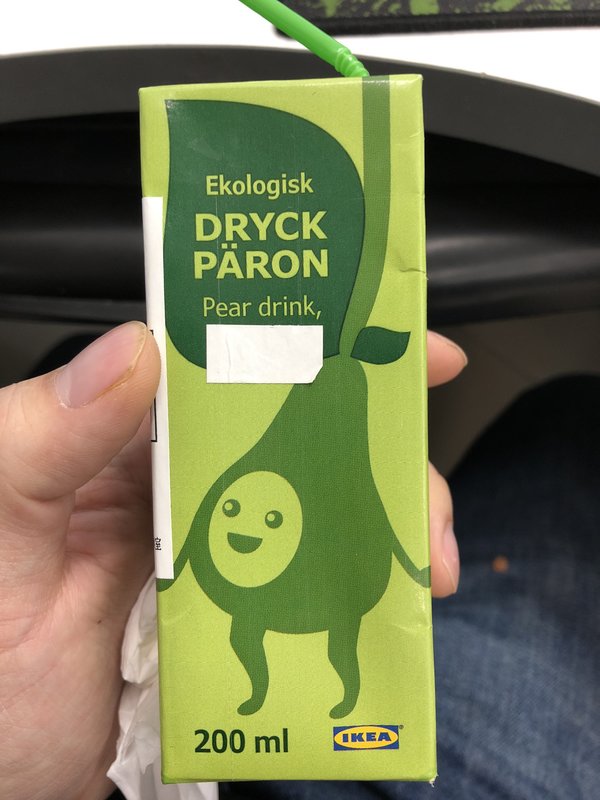 Ekologisk
DRYCK
PÄRON
Pear drink,
200 ml
IKEA